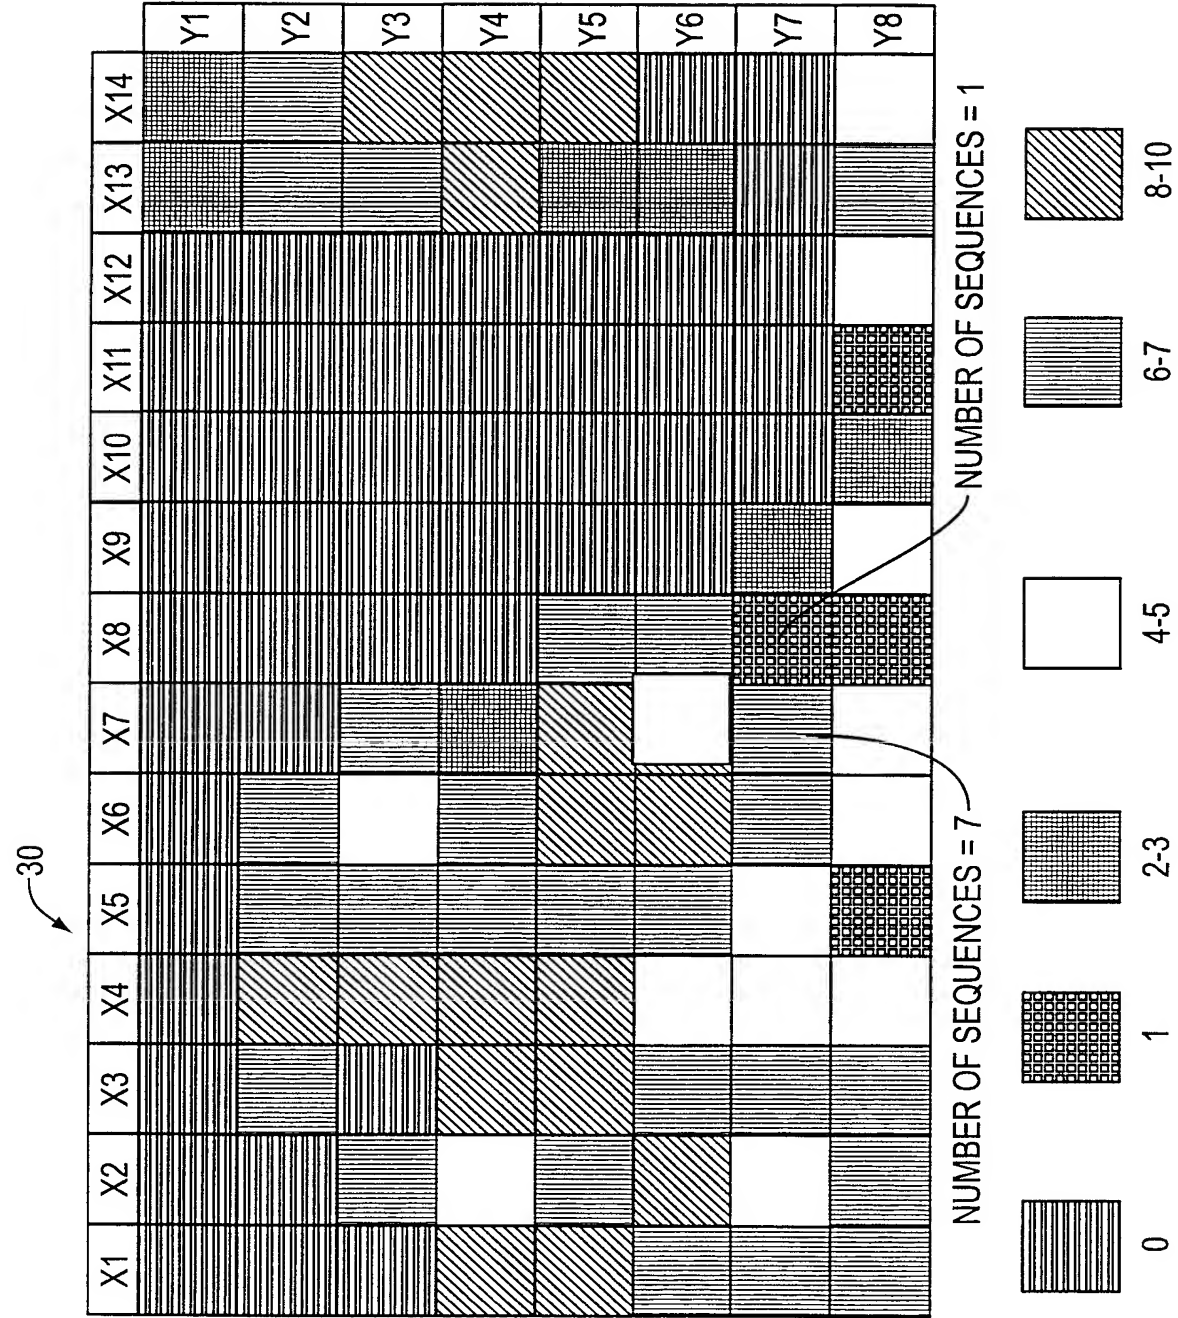 30
X1 X2 X3 X4 X5 X6 X7 X8 X9 X10 X11 X12 X13 X14
Y1
Y2
Y3
Y4
Y5
Y6
Y7
Y8
NUMBER OF SEQUENCES = 7
NUMBER OF SEQUENCES = 1
0 1 2-3 4-5 6-7 8-10